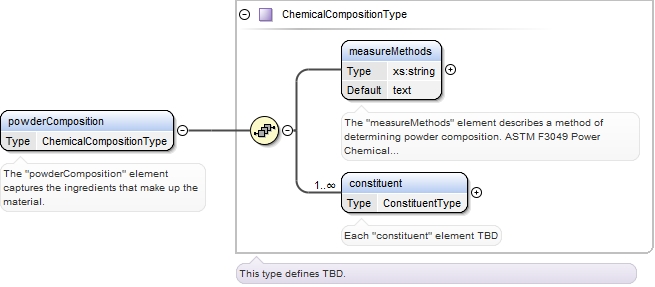 ChemicalCompositionType
measureMethods
Type xs:string
Default text
The "measureMethods" element describes a method of
determining powder composition. ASTM F3049 Power
Chemical...
powderComposition
Type ChemicalCompositionType
The "powderComposition" element
captures the ingredients that make up the
material.
1..∞
constituent
Type ConstituentType
Each "constituent" element TBD
This type defines TBD.